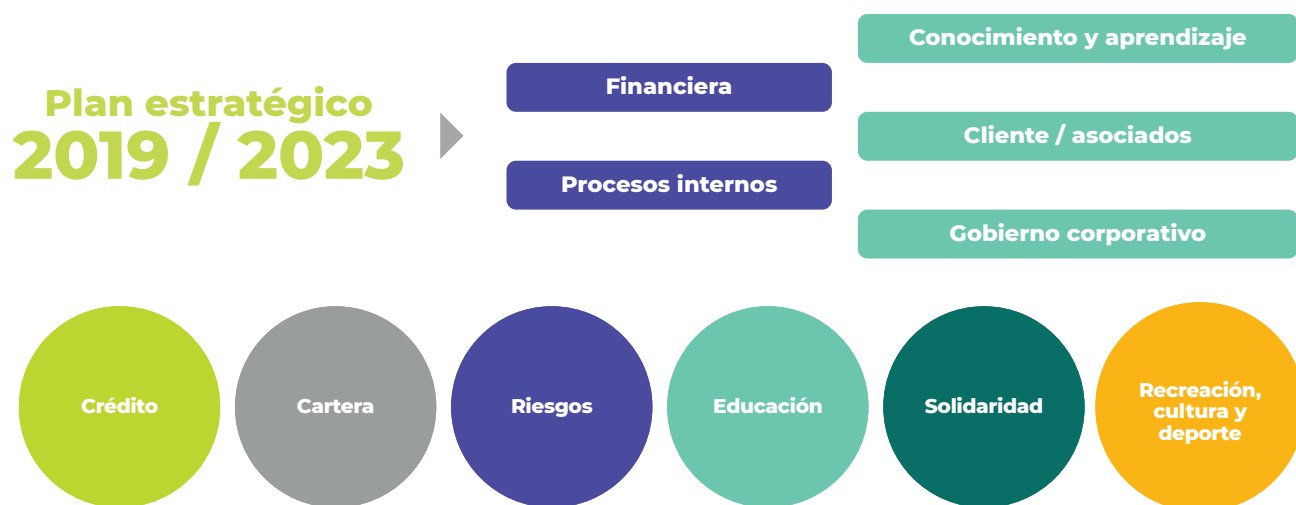 Plan estratégico
2019 / 2023
Financiera
Procesos internos
Conocimiento y aprendizaje
Cliente / asociados
Gobierno corporativo
Crédito
Cartera
Riesgos
Educación
Solidaridad
Recreación,
cultura y
deporte